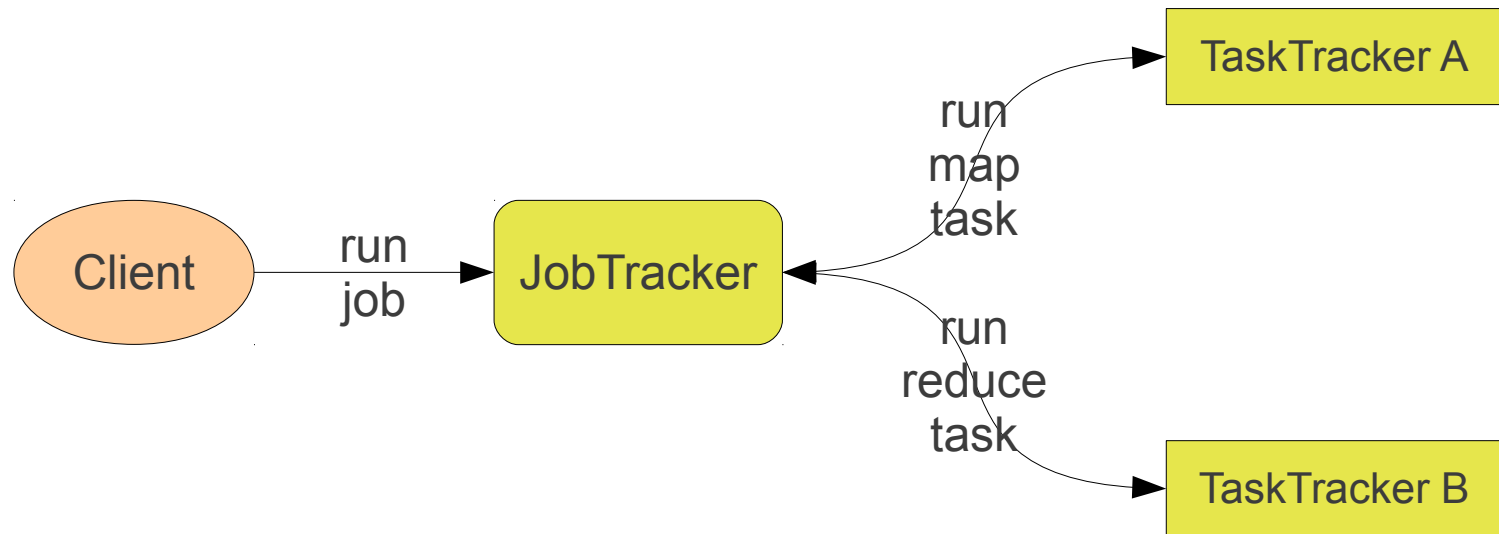 TaskTracker A
run
map
task
Client
run
job
JobTracker
run
reduce
task
TaskTracker B